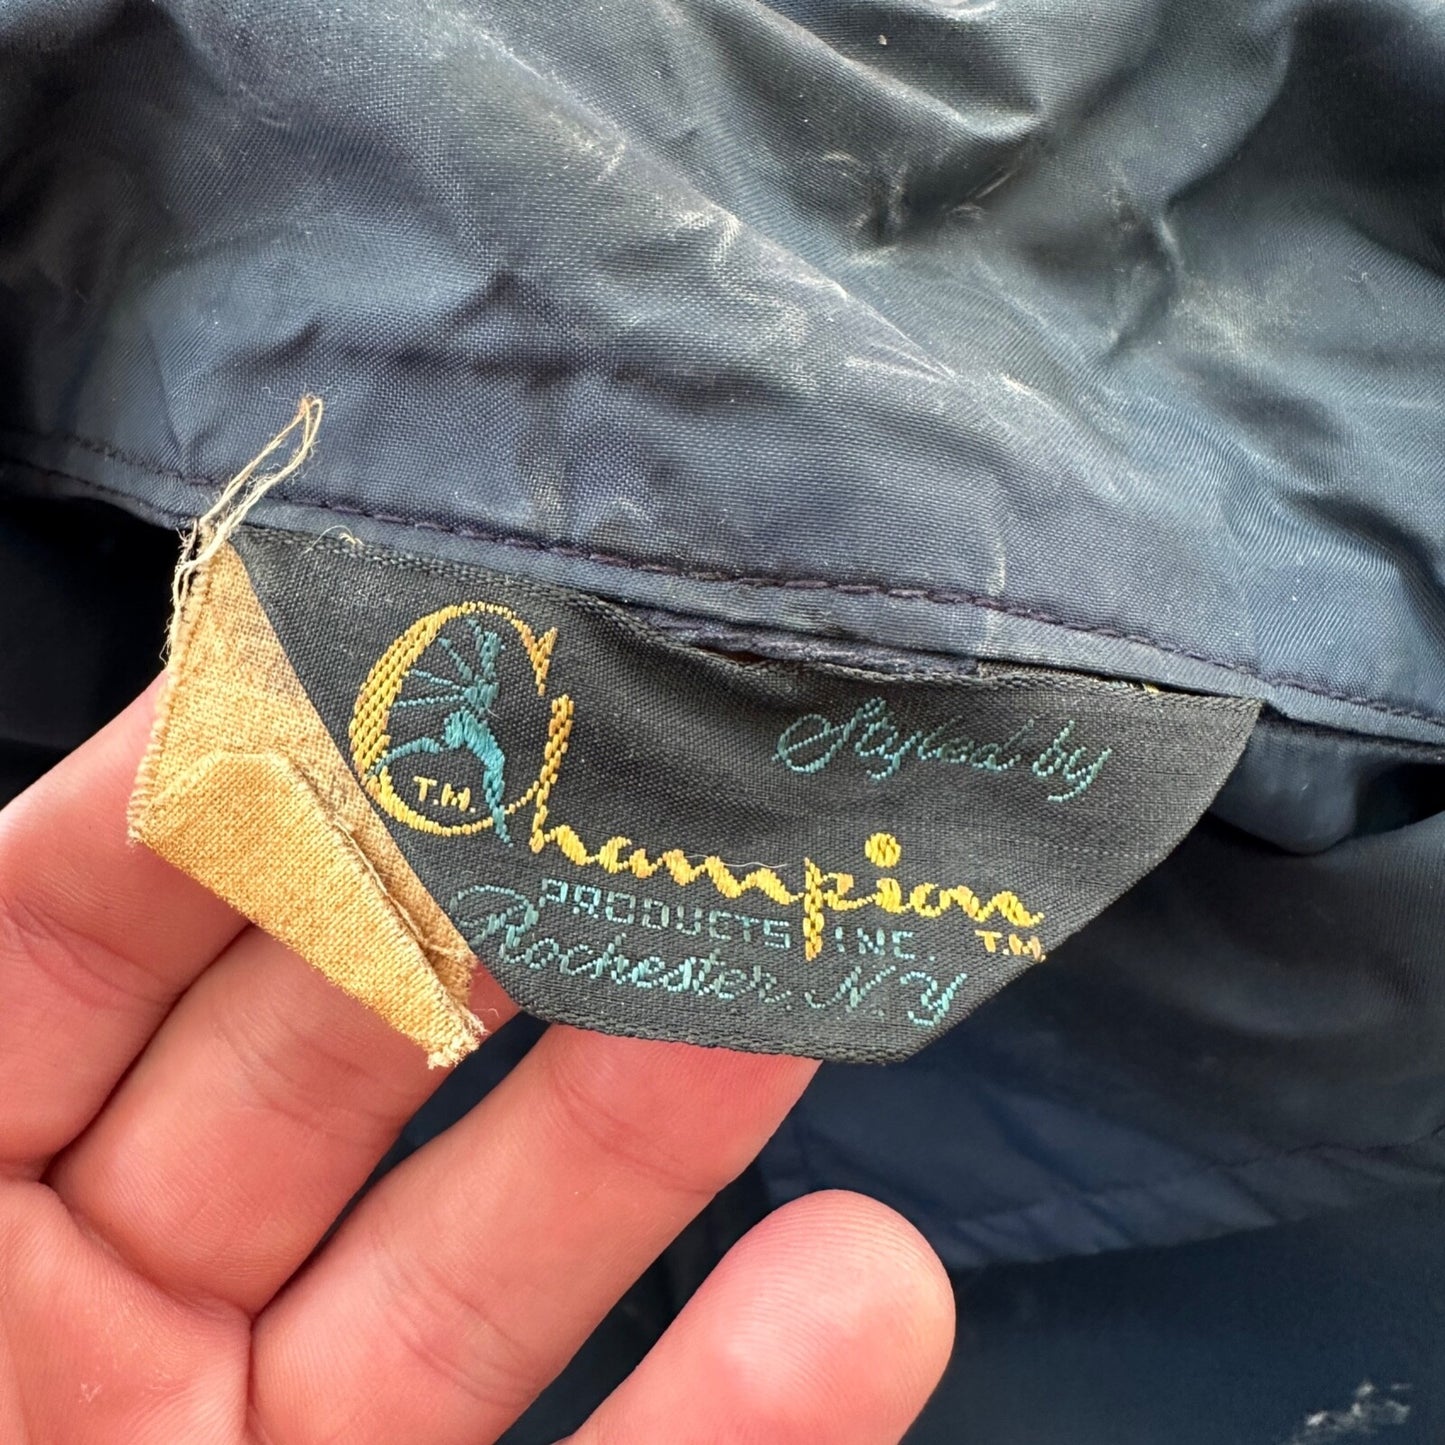 Styled by
Champion
T.M.
T.M.
PRODUCTS INC.
Rochester, N.Y